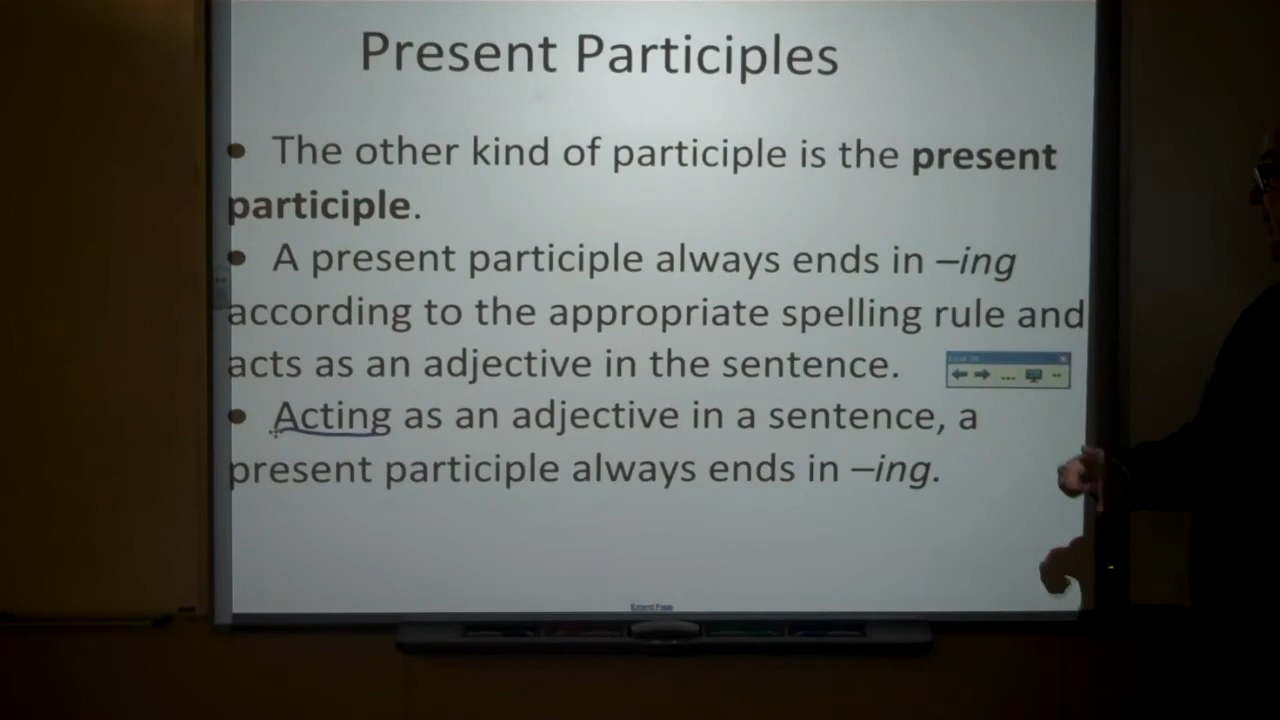 Present Participles
• The other kind of participle is the present
participle.
• A present participle always ends in –ing
according to the appropriate spelling rule and
acts as an adjective in the sentence.
• Acting as an adjective in a sentence, a
present participle always ends in –ing.
Extend Page